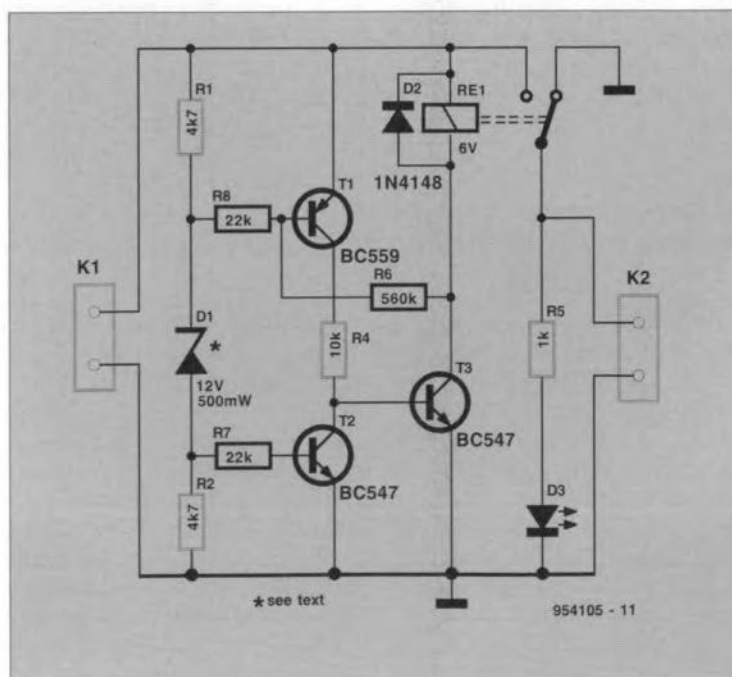 R1
4k7
D2
RE1
6V
1N4148
T1
R8
22k
BC559
K1
R6
560k
K2
D1
*
R4
10k
R5
1k
12V
500mW
T3
T2
R7
22k
BC547
BC547
R2
4k7
D3
* see text
954105 - 11